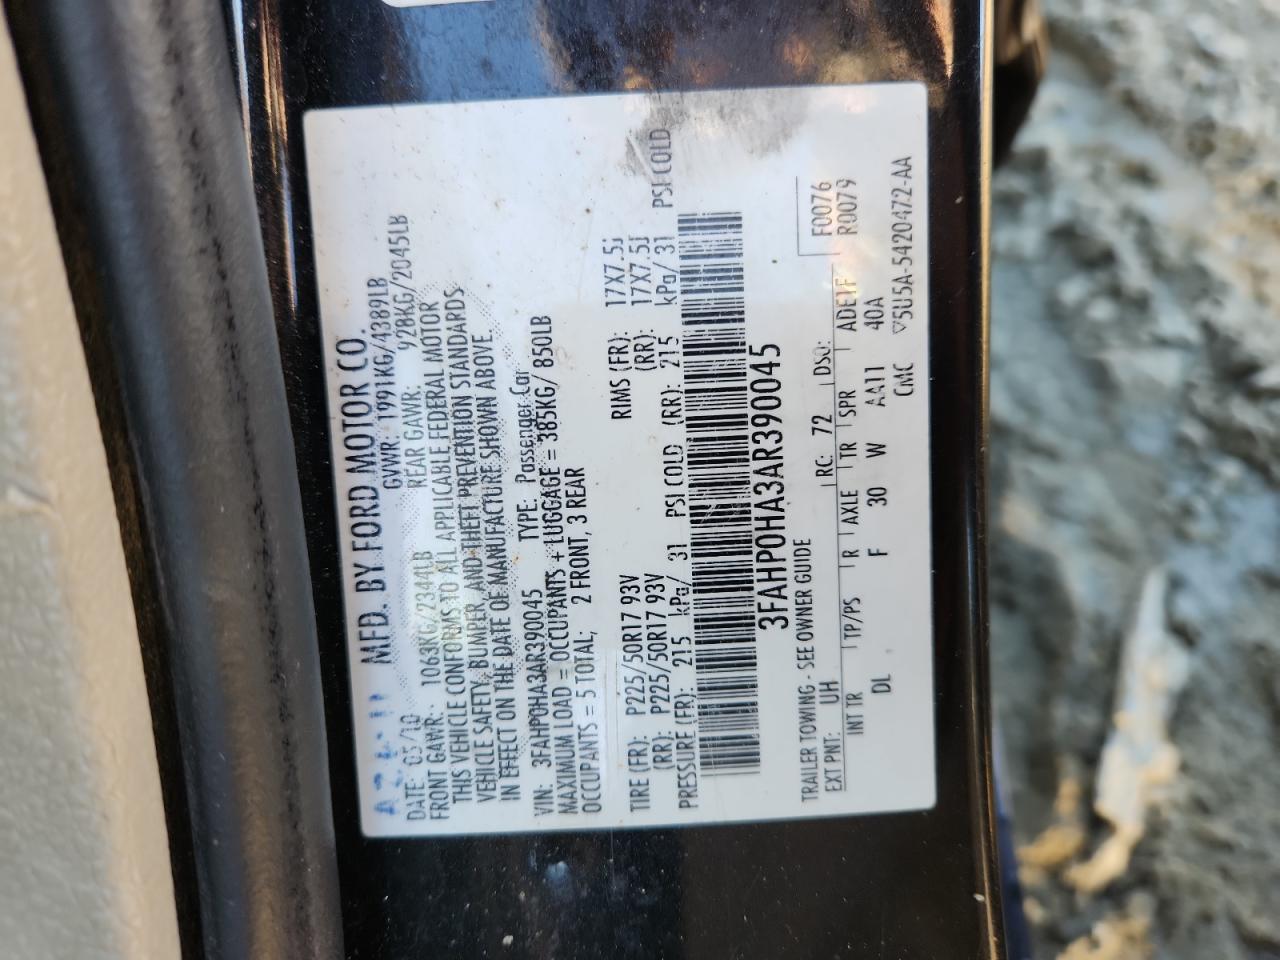 MFD. BY FORD MOTOR CO.
DATE: 03/10 GVWR: 1991KG/4389LB
FRONT GAWR: 1063KG/2344LB REAR GAWR: 928KG/2045LB
THIS VEHICLE CONFORMS TO ALL APPLICABLE FEDERAL MOTOR
VEHICLE SAFETY, BUMPER, AND THEFT PREVENTION STANDARDS
IN EFFECT ON THE DATE OF MANUFACTURE SHOWN ABOVE.
VIN: 3FAHP0HA3AR390045 TYPE: Passenger Car
MAXIMUM LOAD = OCCUPANTS + LUGGAGE = 385KG/ 850LB
OCCUPANTS = 5 TOTAL; 2 FRONT, 3 REAR
TIRE (FR): P225/50R17 93V RIMS (FR): 17X7.5J
(RR): P225/50R17 93V (RR): 17X7.5J
PRESSURE (FR): 215 kPa/ 31 PSI COLD (RR): 215 kPa/ 31 PSI COLD
3FAHP0HA3AR390045
F0076
R0079
TRAILER TOWING - SEE OWNER GUIDE
EXT PNT: UH RC: 72 DSO:
INT TR TP/PS R AXLE TR SPR
DL F 30 W AA11 40A
CMC ▽5U5A-5420472-AA